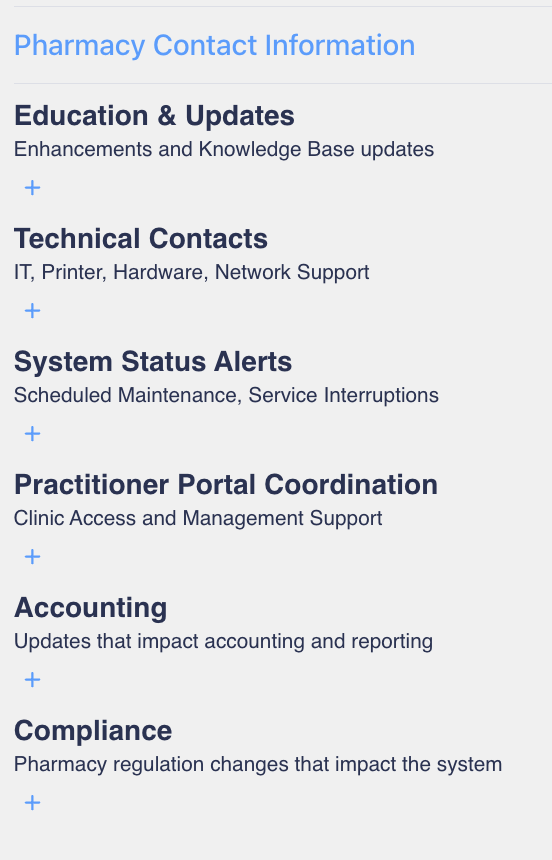 Pharmacy Contact Information
Education & Updates
Enhancements and Knowledge Base updates
+
Technical Contacts
IT, Printer, Hardware, Network Support
+
System Status Alerts
Scheduled Maintenance, Service Interruptions
+
Practitioner Portal Coordination
Clinic Access and Management Support
+
Accounting
Updates that impact accounting and reporting
+
Compliance
Pharmacy regulation changes that impact the system
+